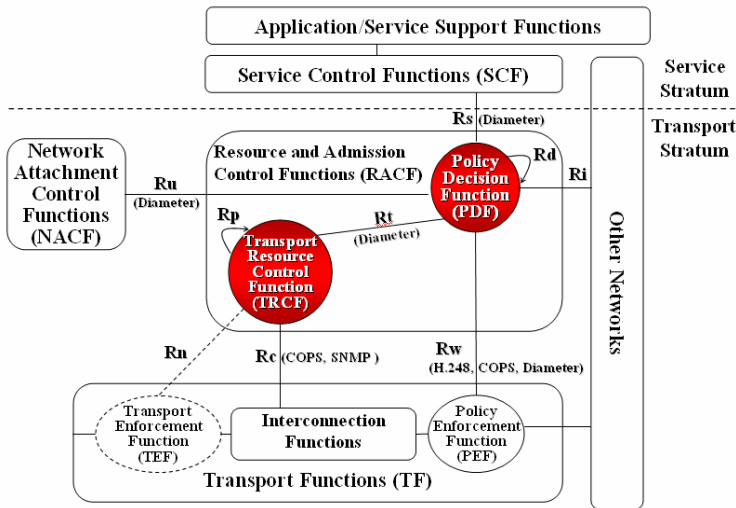 Application/Service Support Functions
Service Control Functions (SCF)
Service
Stratum
Rs (Diameter)
Transport
Stratum
Network
Attachment
Control
Functions
(NACF)
Resource and Admission
Control Functions (RACF)
Policy
Decision
Function
(PDF)
Rd
Ri
Ru
(Diameter)
Rp
Rt
(Diameter)
Transport
Resource
Control
Function
(TRCF)
Other Networks
Rn
Rc (COPS, SNMP )
Rw
(H.248, COPS, Diameter)
Transport
Enforcement
Function
(TEF)
Interconnection
Functions
Policy
Enforcement
Function
(PEF)
Transport Functions (TF)